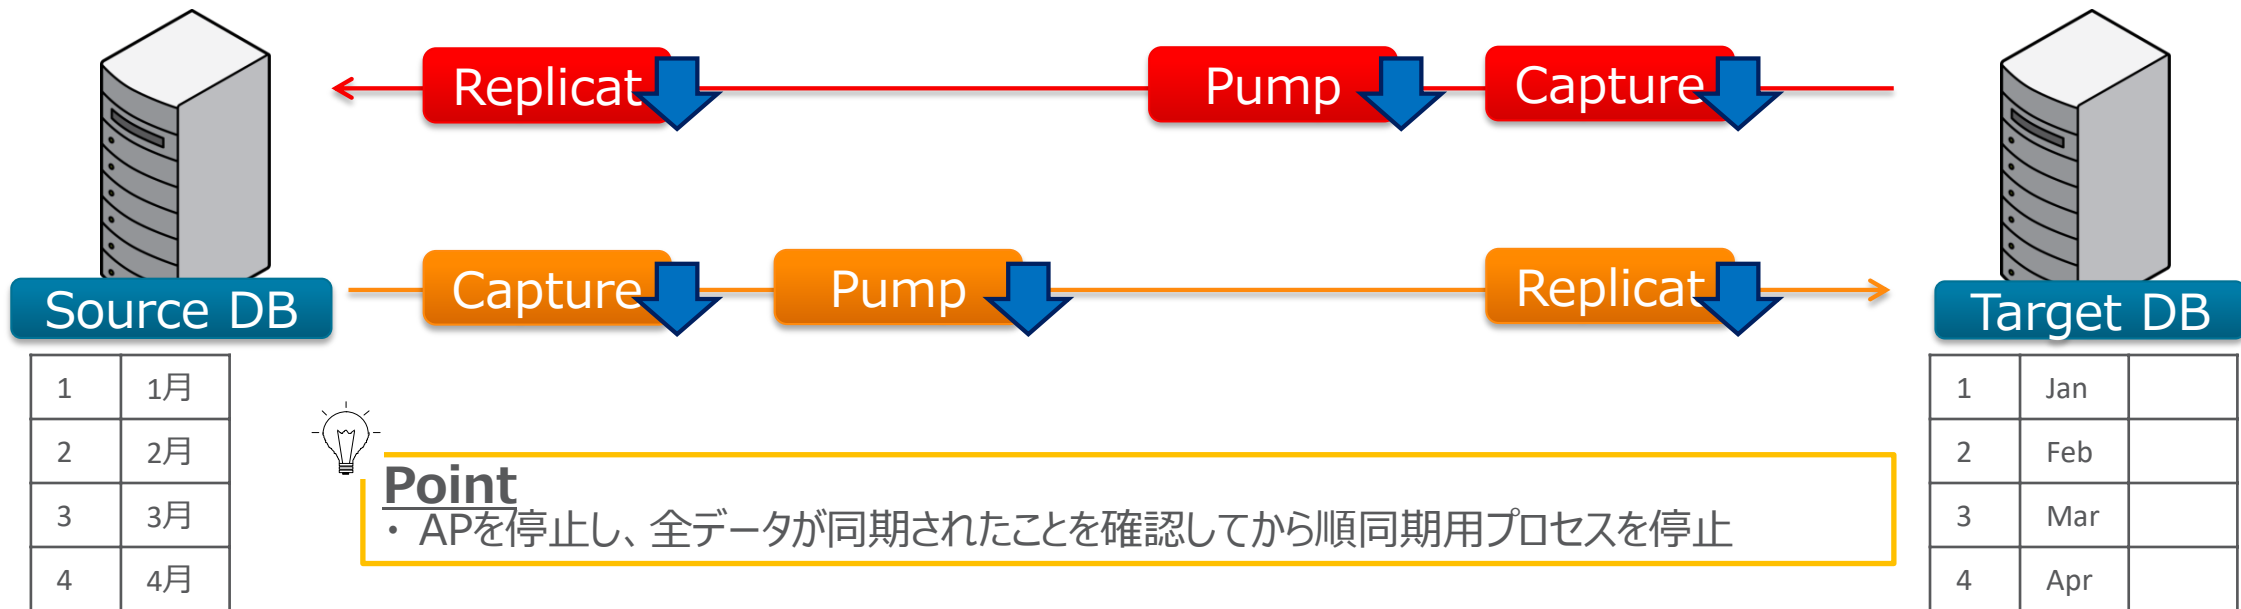 Replicat Pump Capture
Capture Pump Replicat
Source DB
Target DB
1 1月
2 2月
3 3月
4 4月
Point
・ APを停止し、全データが同期されたことを確認してから順同期用プロセスを停止
1 Jan
2 Feb
3 Mar
4 Apr